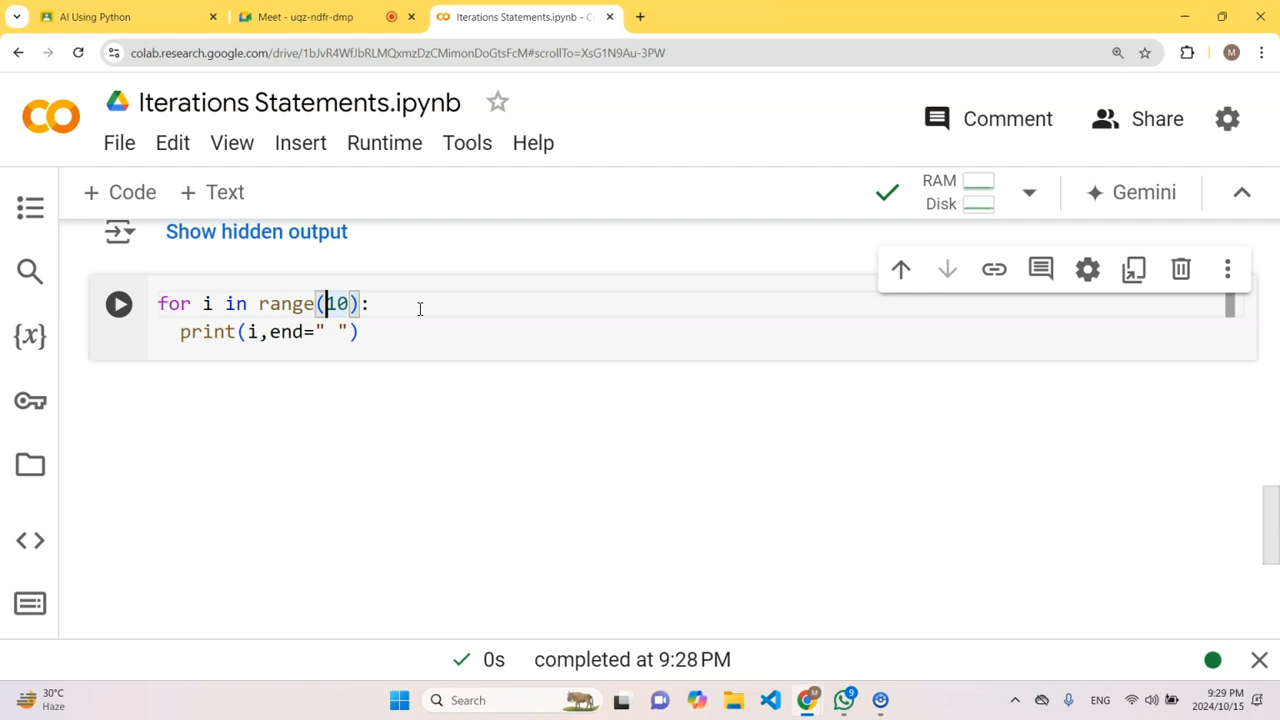 AI Using Python
Meet - uqz-ndfr-dmp
Iterations Statements.ipynb - C
colab.research.google.com/drive/1bJvR4WfJbRLMQxmzDzCMimonDoGtsFcM#scrollTo=XsG1N9Au-3PW
M
CO
Iterations Statements.ipynb
Comment
Share
File Edit View Insert Runtime Tools Help
+ Code + Text
RAM
Disk
Gemini
Show hidden output
for i in range(10):
print(i,end=" ")
{x}
0s completed at 9:28 PM
30°C
Haze
Search
M
9
ENG
9:29 PM
2024/10/15